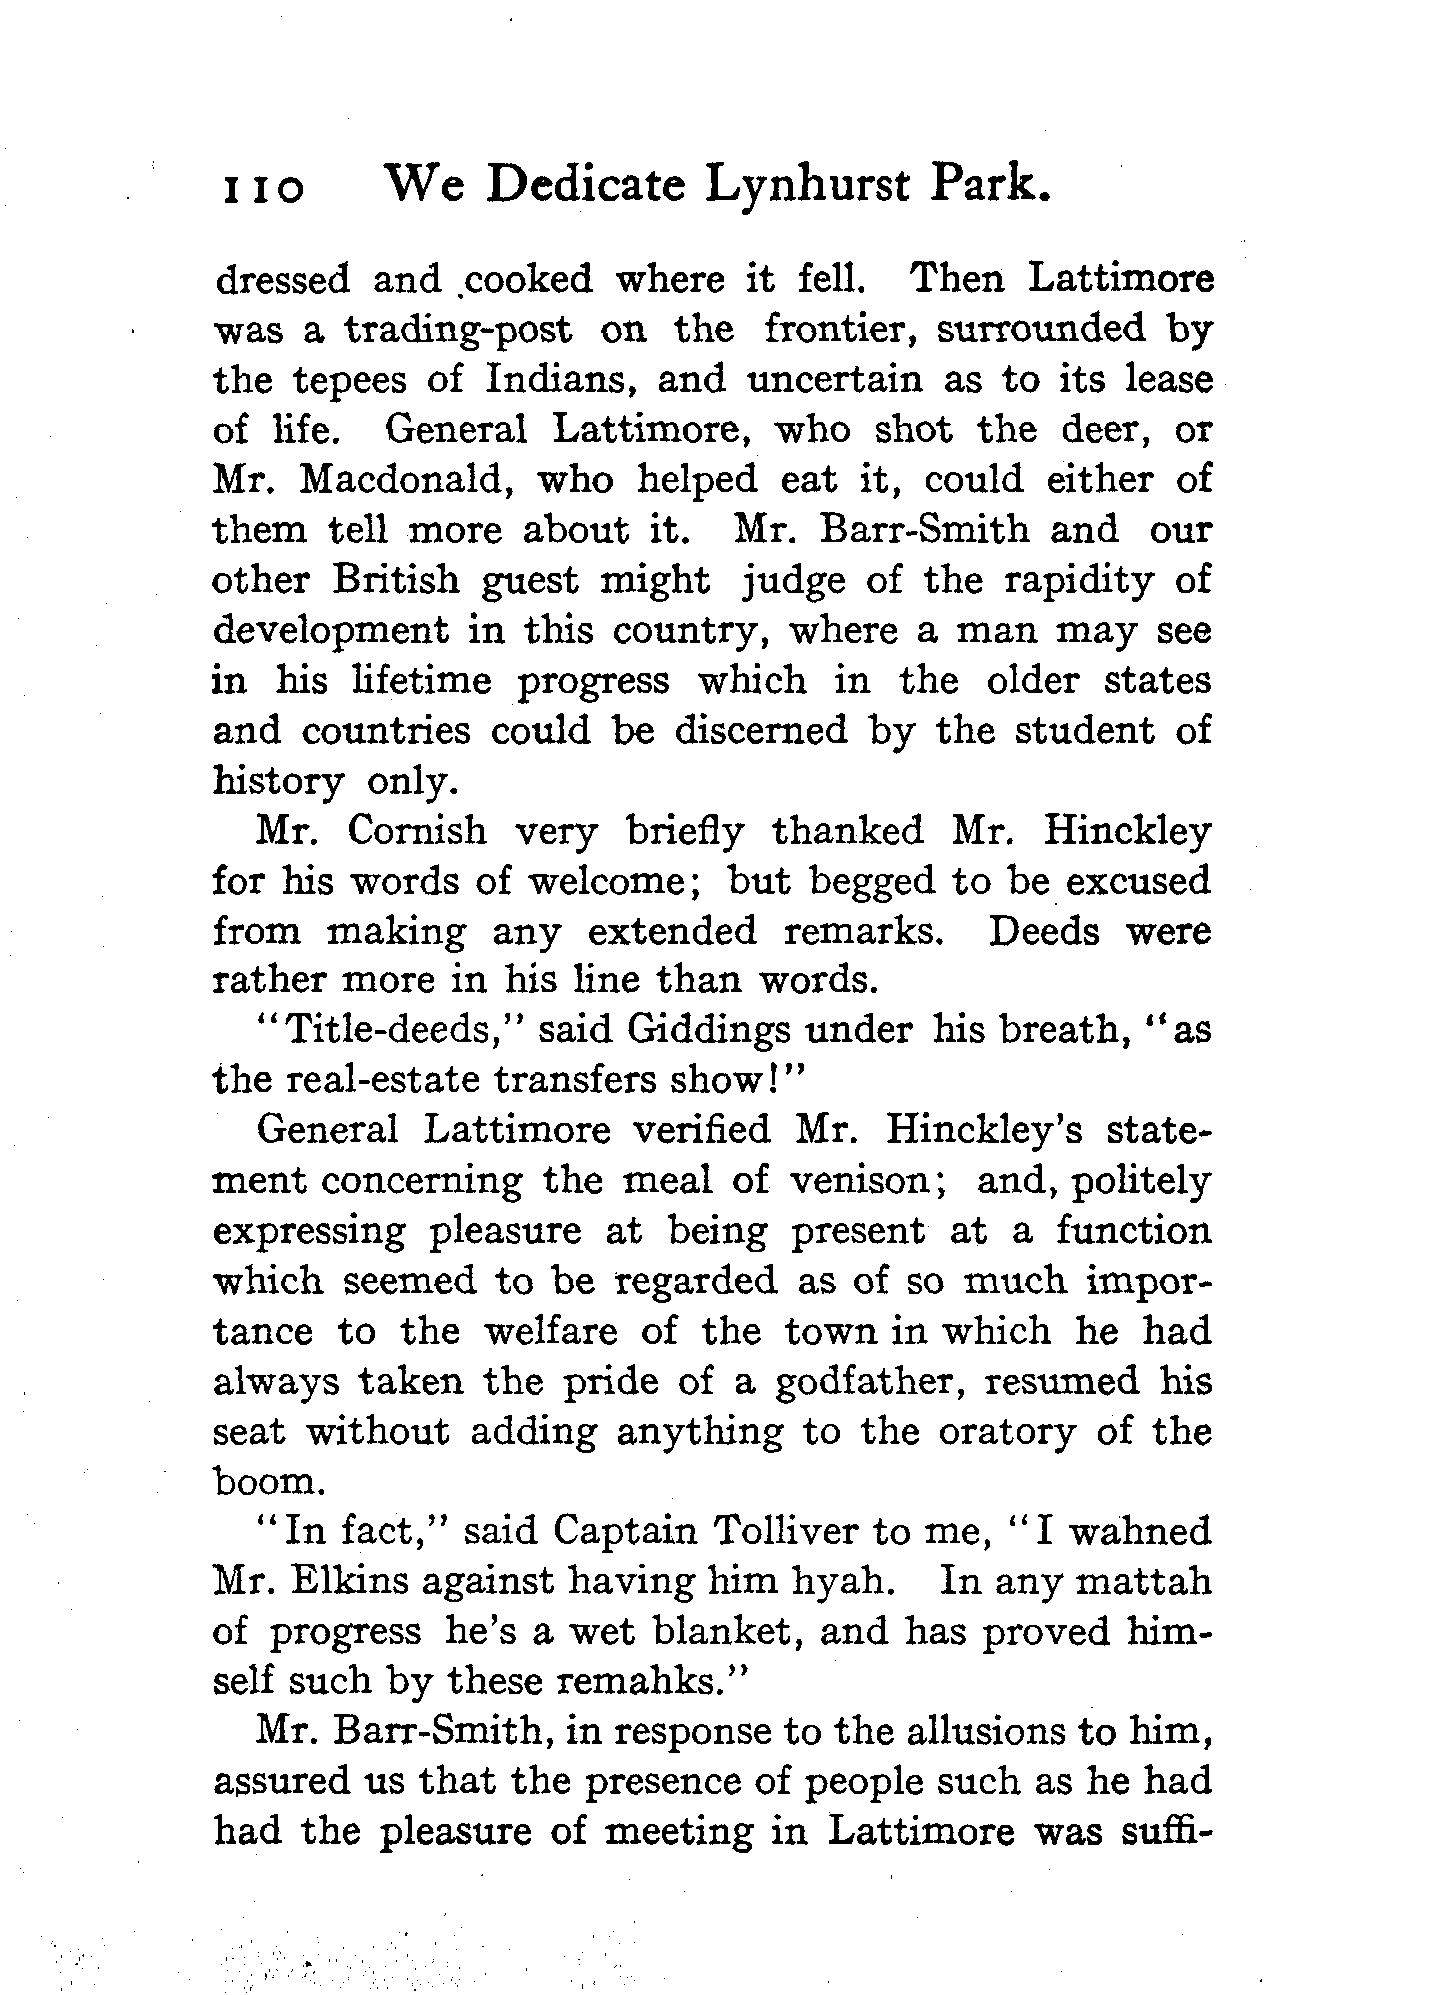 110 We Dedicate Lynhurst Park.
dressed and cooked where it fell. Then Lattimore
was a trading-post on the frontier, surrounded by
the tepees of Indians, and uncertain as to its lease
of life. General Lattimore, who shot the deer, or
Mr. Macdonald, who helped eat it, could either of
them tell more about it. Mr. Barr-Smith and our
other British guest might judge of the rapidity of
development in this country, where a man may see
in his lifetime progress which in the older states
and countries could be discerned by the student of
history only.
Mr. Cornish very briefly thanked Mr. Hinckley
for his words of welcome; but begged to be excused
from making any extended remarks. Deeds were
rather more in his line than words.
"Title-deeds," said Giddings under his breath, "as
the real-estate transfers show!"
General Lattimore verified Mr. Hinckley's state-
ment concerning the meal of venison; and, politely
expressing pleasure at being present at a function
which seemed to be regarded as of so much impor-
tance to the welfare of the town in which he had
always taken the pride of a godfather, resumed his
seat without adding anything to the oratory of the
boom.
"In fact," said Captain Tolliver to me, "I wahned
Mr. Elkins against having him hyah. In any mattah
of progress he's a wet blanket, and has proved him-
self such by these remahks."
Mr. Barr-Smith, in response to the allusions to him,
assured us that the presence of people such as he had
had the pleasure of meeting in Lattimore was suffi-